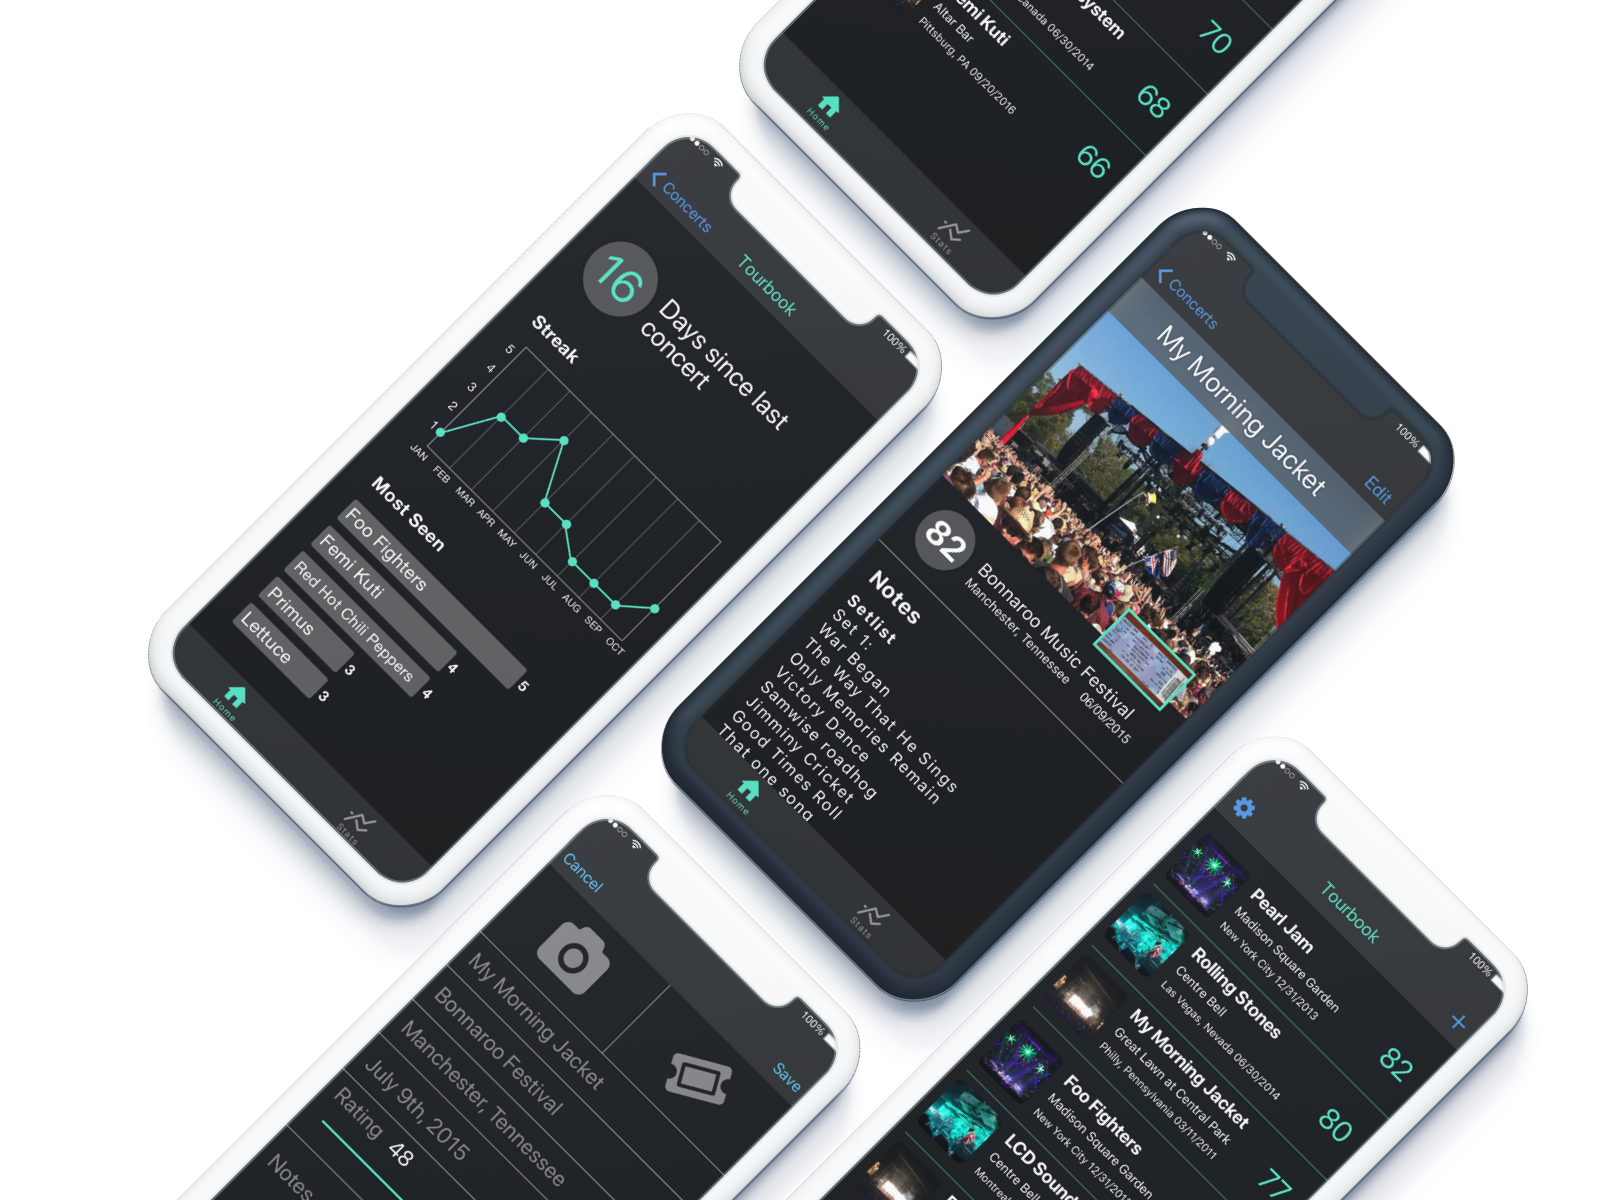 ystem
anada 06/30/2014
70
emi Kuti
Altar Bar
Pittsburg, PA 09/20/2016
68
66
Home
Stats
Concerts
100%
Tourbook
16
Days since last
concert
Streak
5
4
3
2
1
JAN
FEB
MAR
APR
MAY
JUN
JUL
AUG
SEP
OCT
Most Seen
Foo Fighters
5
Femi Kuti
4
Red Hot Chili Peppers
4
Primus
3
Lettuce
3
Home
Stats
Concerts
100%
My Morning Jacket
Edit
82
Bonnaroo Music Festival
Manchester, Tennessee
06/09/2015
Notes
Setlist
Set 1:
War Began
The Way That He Sings
Only Memories Remain
Victory Dance
Samwise roadhog
Jimminy Cricket
Good Times Roll
That one song
Home
Stats
Cancel
100%
Save
My Morning Jacket
Bonnaroo Festival
Manchester, Tennessee
July 9th, 2015
Rating
48
Notes
100%
Tourbook
+
Pearl Jam
Madison Square Garden
New York City 12/31/2013
82
Rolling Stones
Centre Bell
Las Vegas, Nevada 06/30/2014
80
My Morning Jacket
Great Lawn at Central Park
Philly, Pennsylvania 03/11/2011
77
Foo Fighters
Madison Square Garden
New York City 12/31/201
LCD Sound
Centre Bell
Montreal